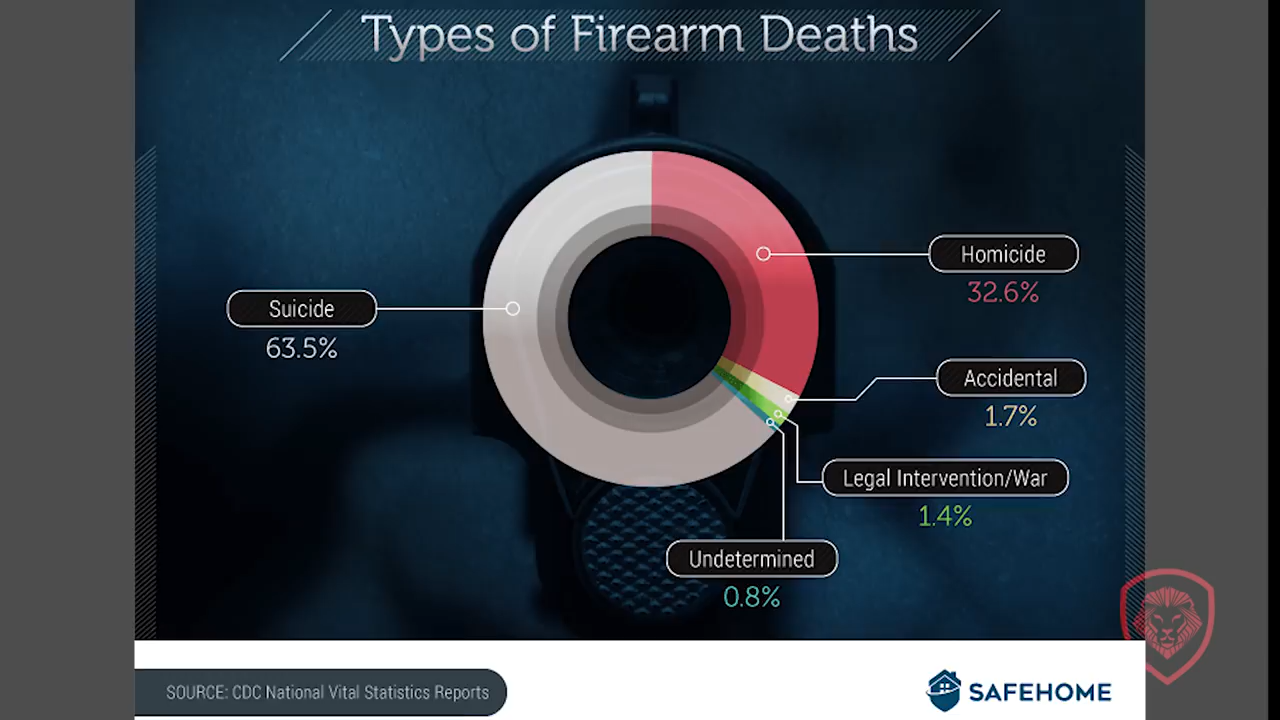 Types of Firearm Deaths
Homicide
32.6%
Suicide
63.5%
Accidental
1.7%
Legal Intervention/War
1.4%
Undetermined
0.8%
SOURCE: CDC National Vital Statistics Reports
SAFEHOME